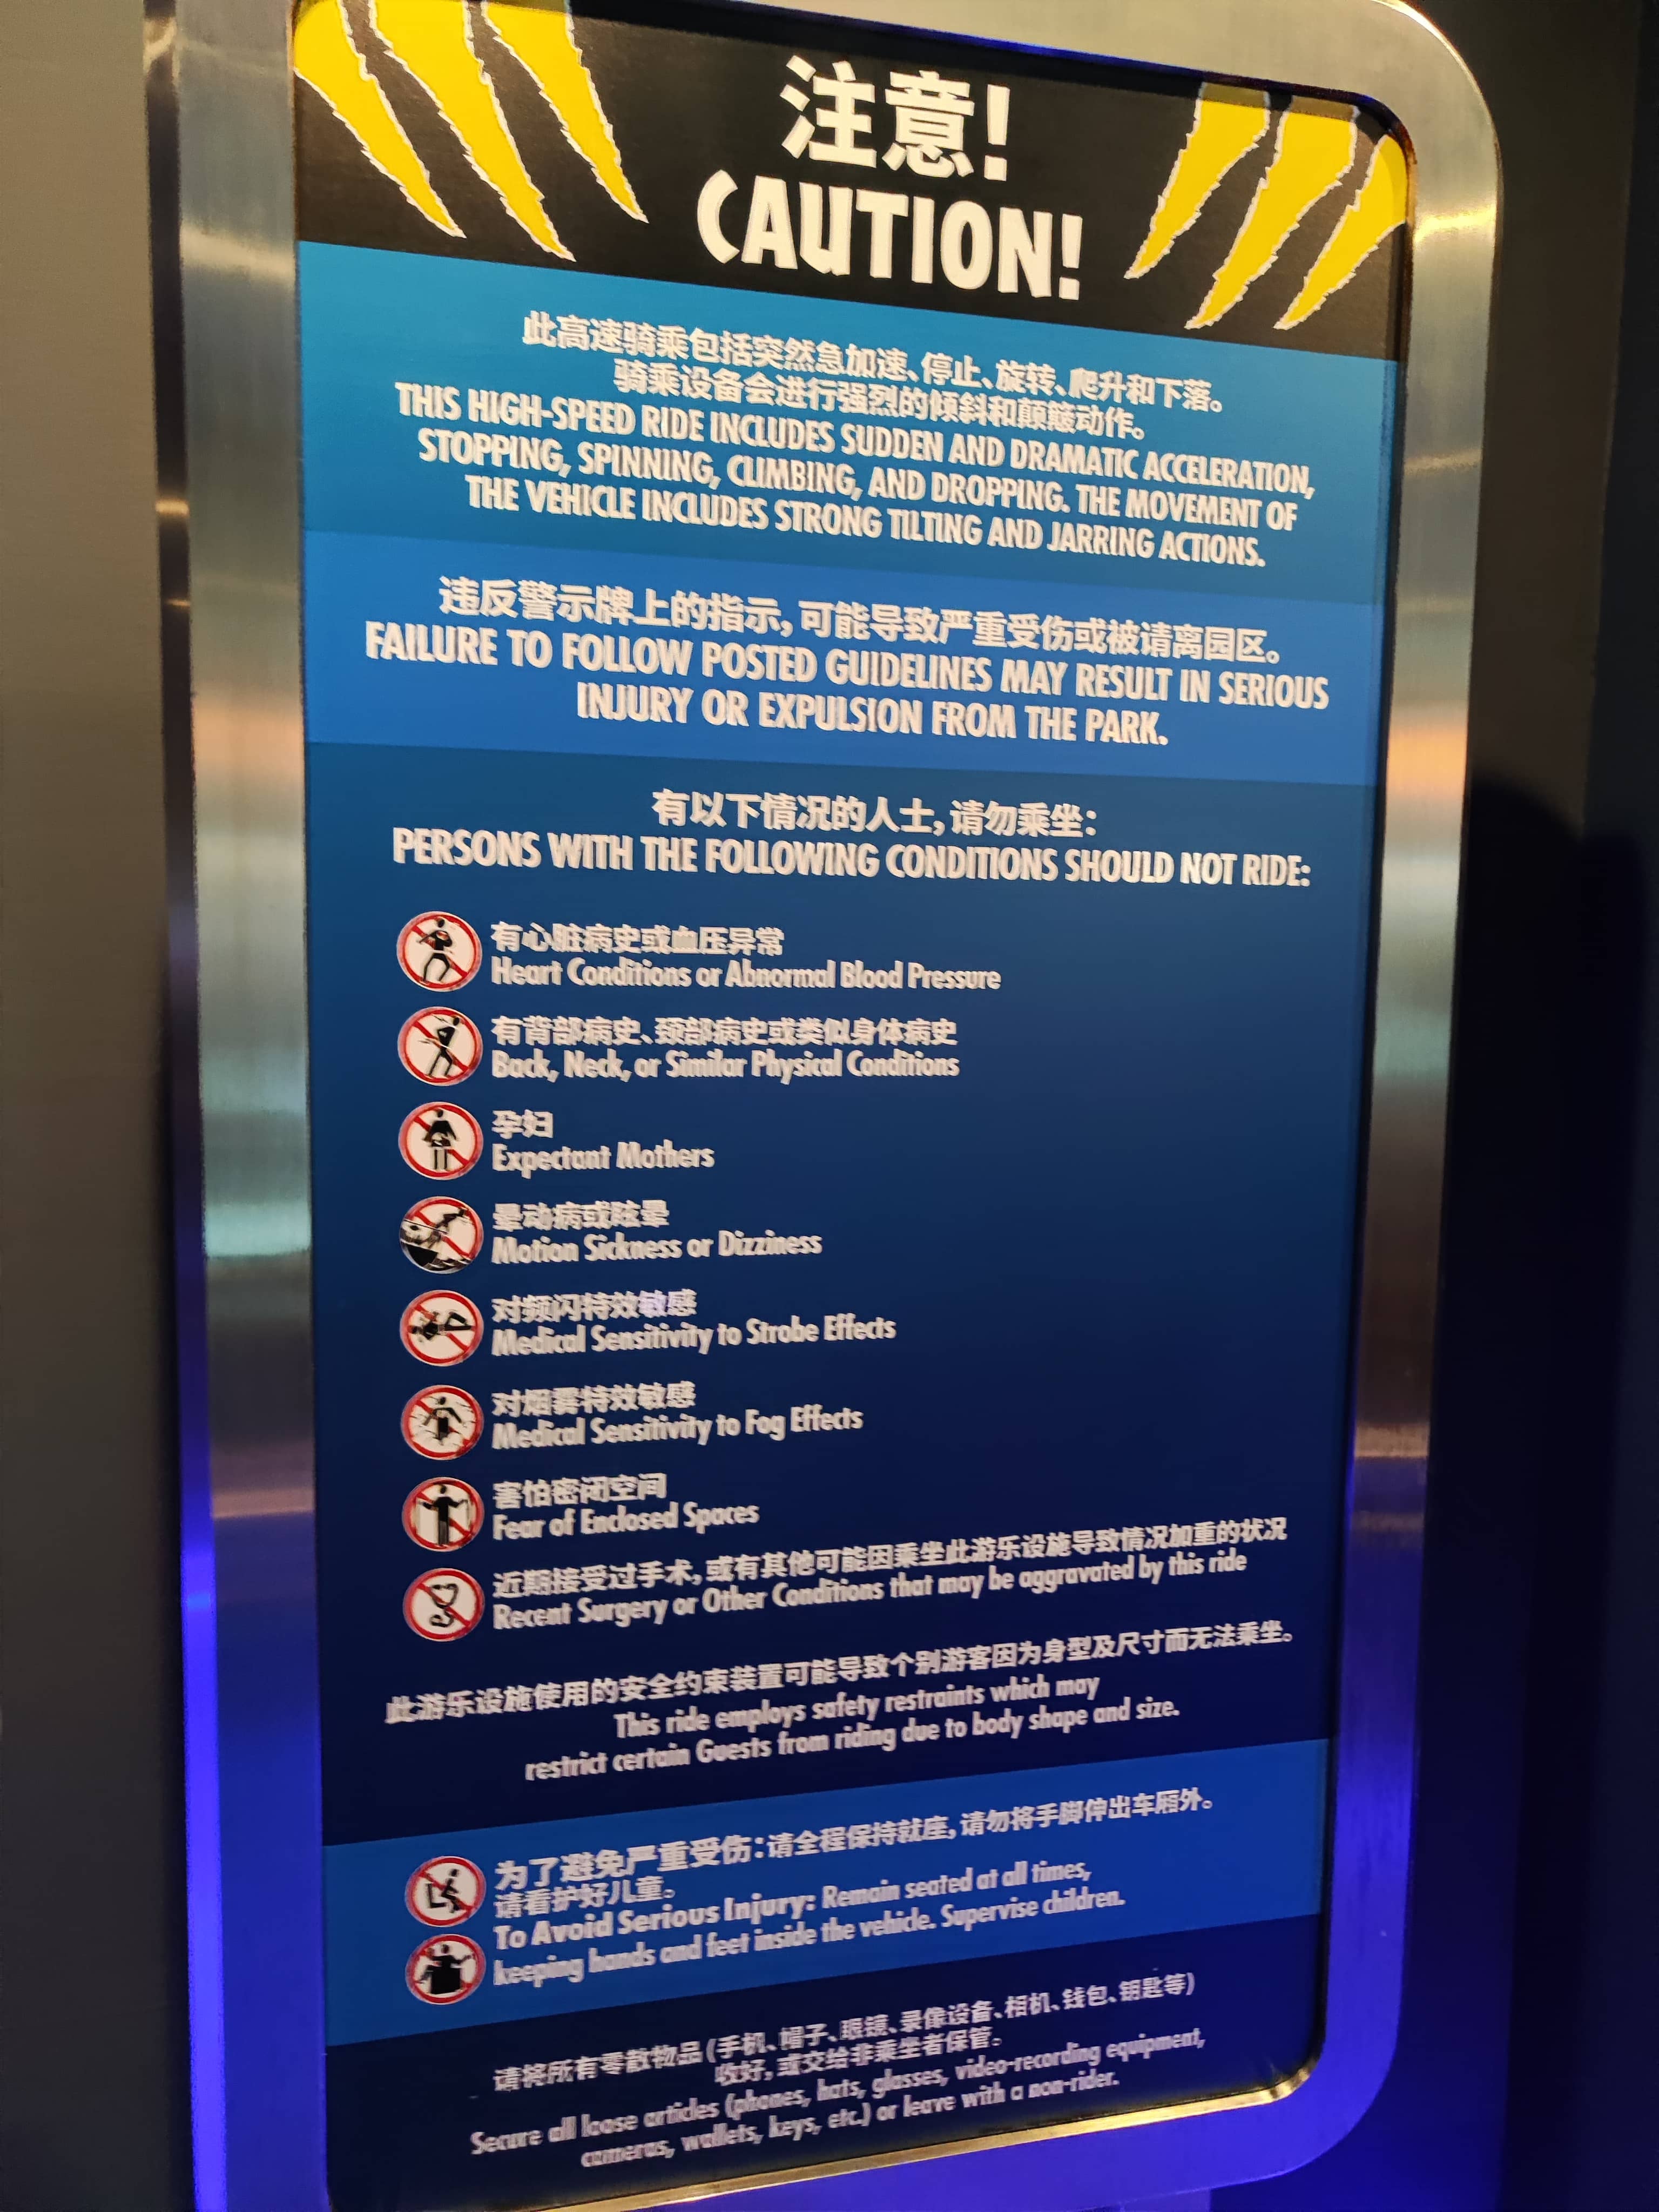 注意!
CAUTION!
此高速骑乘包括突然急加速、停止、旋转、爬升和下落。
骑乘设备会进行强烈的倾斜和颠簸动作。
THIS HIGH-SPEED RIDE INCLUDES SUDDEN AND DRAMATIC ACCELERATION,
STOPPING, SPINNING, CLIMBING, AND DROPPING. THE MOVEMENT OF
THE VEHICLE INCLUDES STRONG TILTING AND JARRING ACTIONS.
违反警示牌上的指示,可能导致严重受伤或被请离园区。
FAILURE TO FOLLOW POSTED GUIDELINES MAY RESULT IN SERIOUS
INJURY OR EXPULSION FROM THE PARK.
有以下情况的人士,请勿乘坐:
PERSONS WITH THE FOLLOWING CONDITIONS SHOULD NOT RIDE:
有心脏病史或血压异常
Heart Conditions or Abnormal Blood Pressure
有背部病史、颈部病史或类似身体病史
Back, Neck, or Similar Physical Conditions
孕妇
Expectant Mothers
晕动病或眩晕
Motion Sickness or Dizziness
对频闪特效敏感
Medical Sensitivity to Strobe Effects
对烟雾特效敏感
Medical Sensitivity to Fog Effects
害怕密闭空间
Fear of Enclosed Spaces
近期接受过手术,或有其他可能因乘坐此游乐设施导致情况加重的状况
Recent Surgery or Other Conditions that may be aggravated by this ride
此游乐设施使用的安全约束装置可能导致个别游客因为身型及尺寸而无法乘坐。
This ride employs safety restraints which may
restrict certain Guests from riding due to body shape and size.
为了避免严重受伤:请全程保持就座,请勿将手脚伸出车厢外。
请看护好儿童。
To Avoid Serious Injury: Remain seated at all times,
keeping hands and feet inside the vehicle. Supervise children.
请将所有零散物品(手机、帽子、眼镜、录像设备、相机、钱包、钥匙等)
收好,或交给非乘坐者保管。
Secure all loose articles (phones, hats, glasses, video-recording equipment,
cameras, wallets, keys, etc.) or leave with a non-rider.